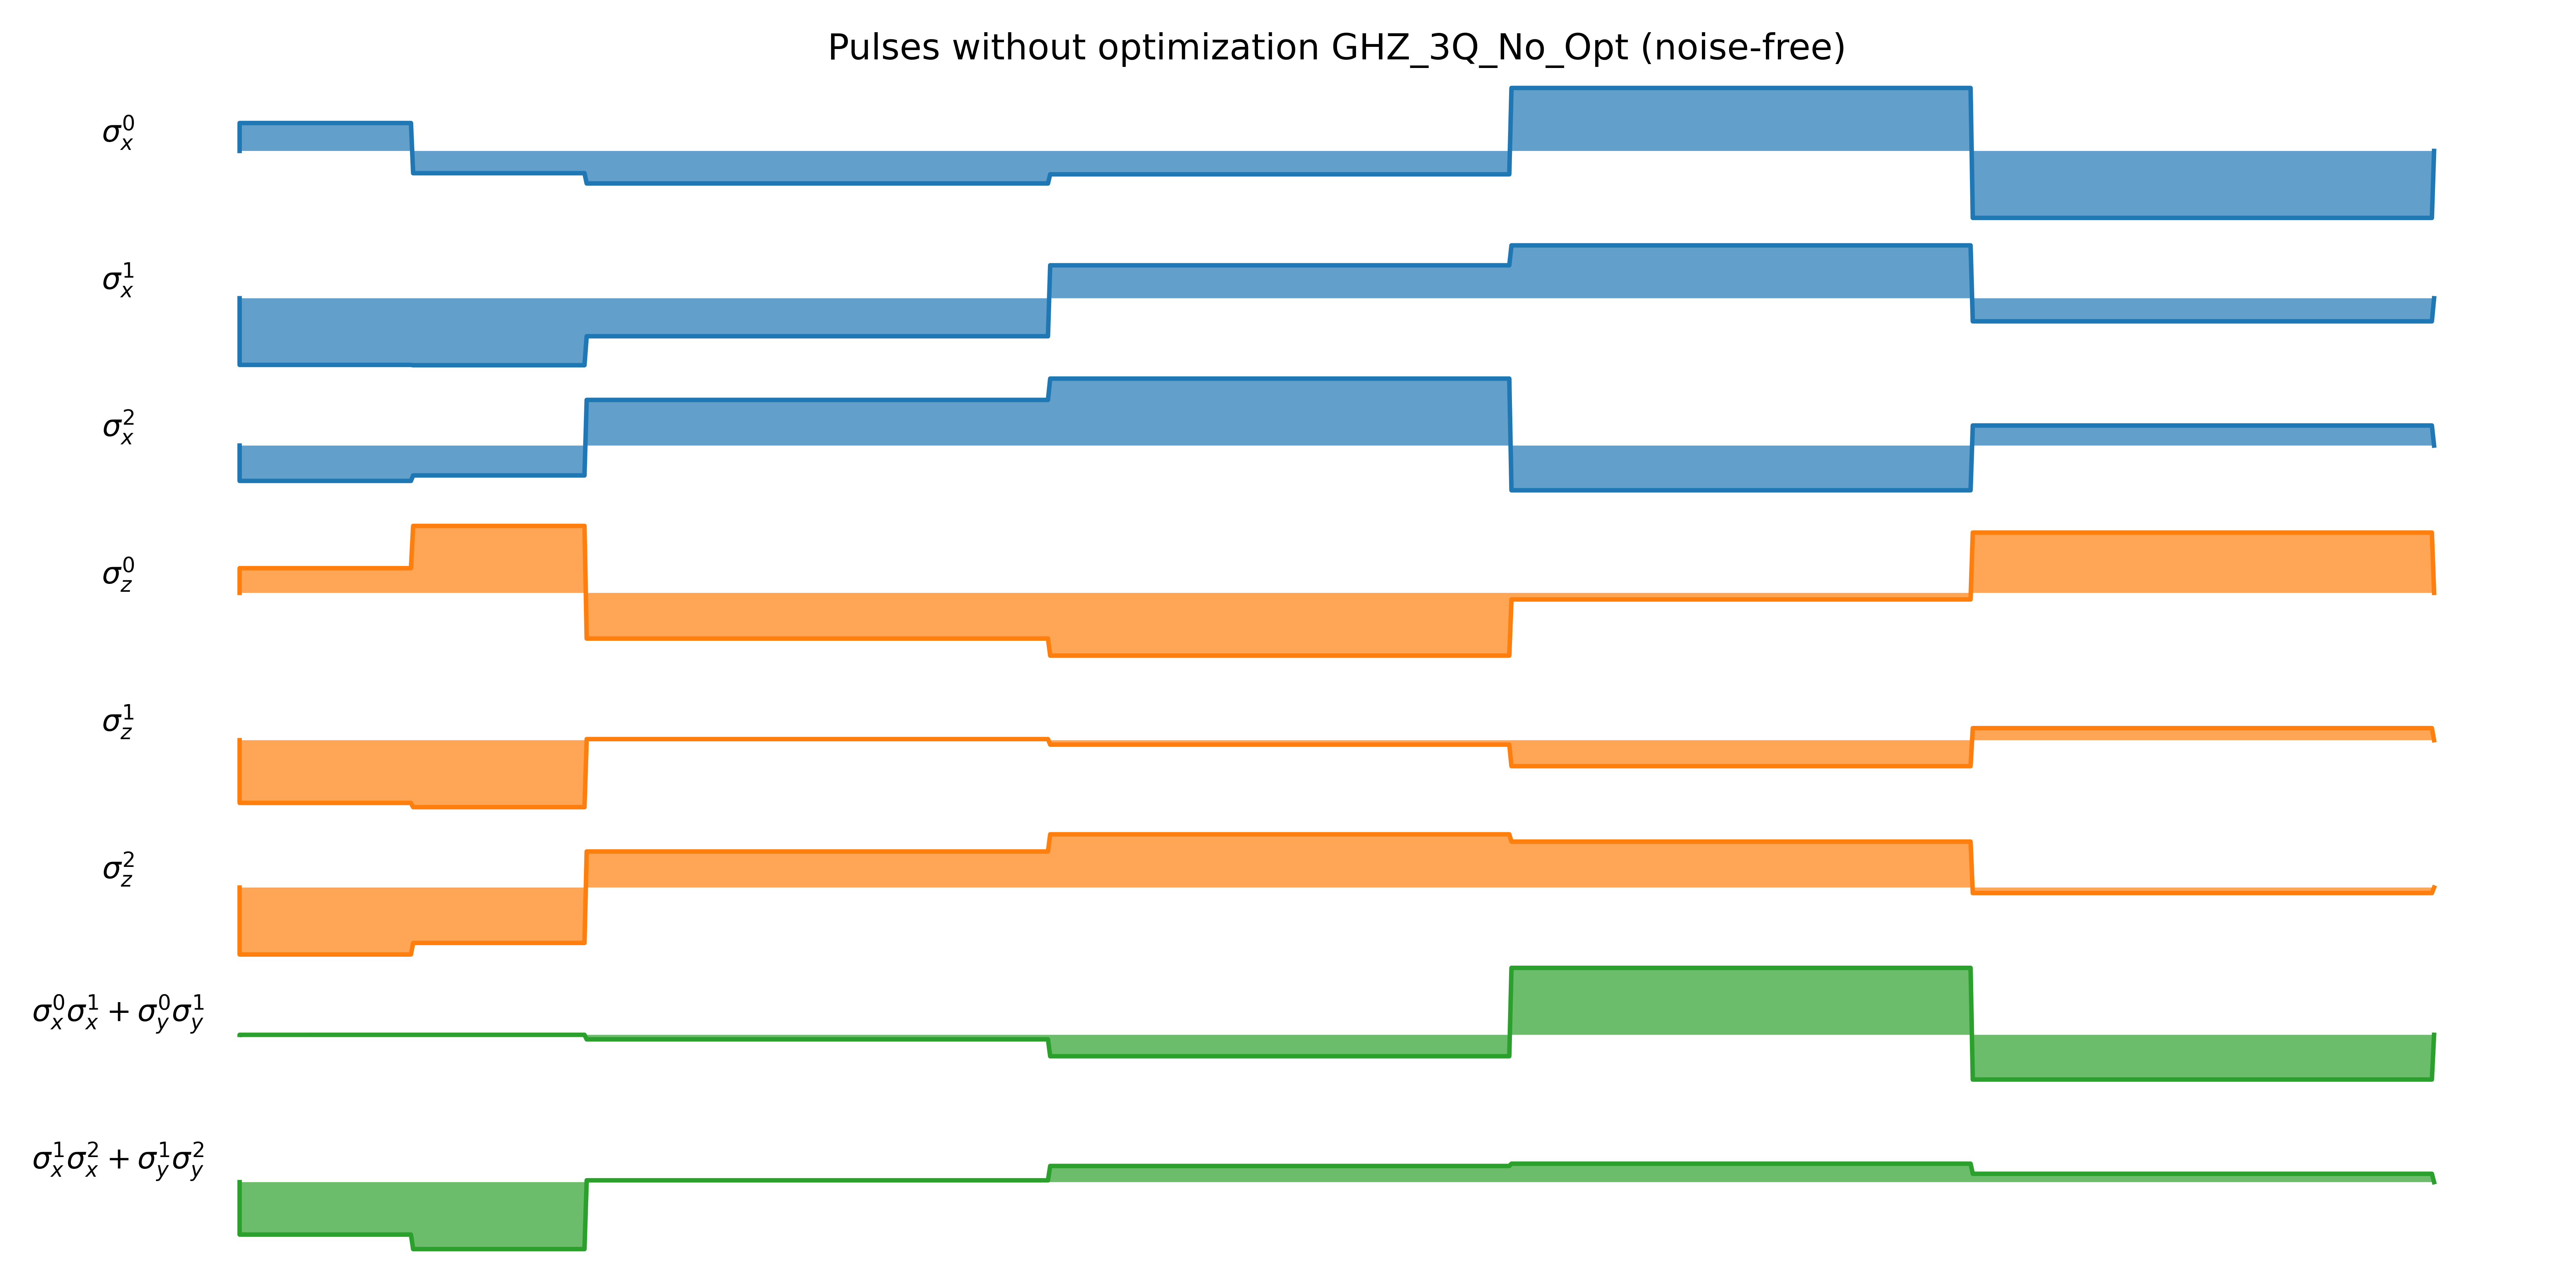 Pulses without optimization GHZ_3Q_No_Opt (noise-free)
σ_x^0
σ_x^1
σ_x^2
σ_z^0
σ_z^1
σ_z^2
σ_x^0σ_x^1 + σ_y^0σ_y^1
σ_x^1σ_x^2 + σ_y^1σ_y^2